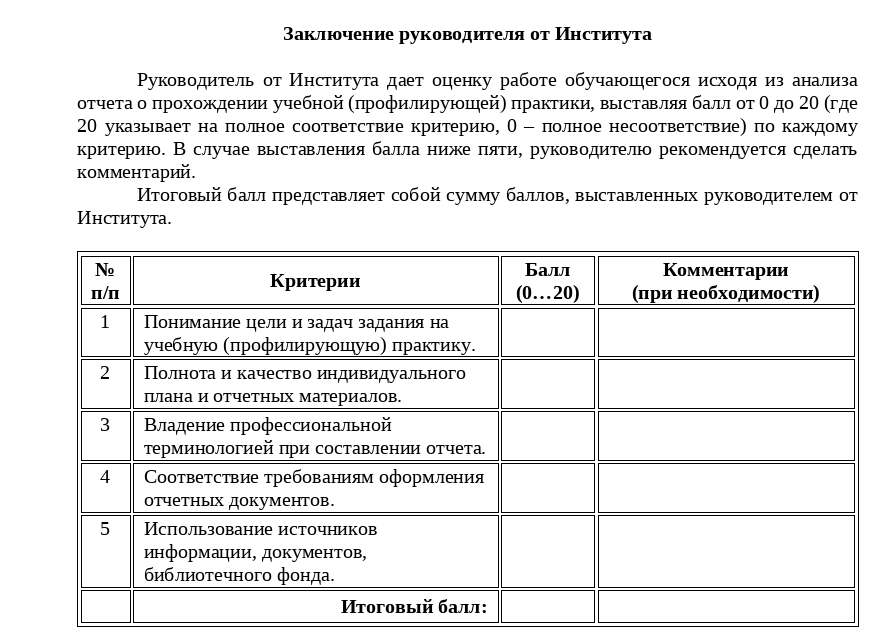 Заключение руководителя от Института
Руководитель от Института дает оценку работе обучающегося исходя из анализа
отчета о прохождении учебной (профилирующей) практики, выставляя балл от 0 до 20 (где
20 указывает на полное соответствие критерию, 0 – полное несоответствие) по каждому
критерию. В случае выставления балла ниже пяти, руководителю рекомендуется сделать
комментарий.
Итоговый балл представляет собой сумму баллов, выставленных руководителем от
Института.
№ п/п Критерии Балл (0…20) Комментарии (при необходимости)
1 Понимание цели и задач задания на
учебную (профилирующую) практику.
2 Полнота и качество индивидуального
плана и отчетных материалов.
3 Владение профессиональной
терминологией при составлении отчета.
4 Соответствие требованиям оформления
отчетных документов.
5 Использование источников
информации, документов,
библиотечного фонда.
Итоговый балл: